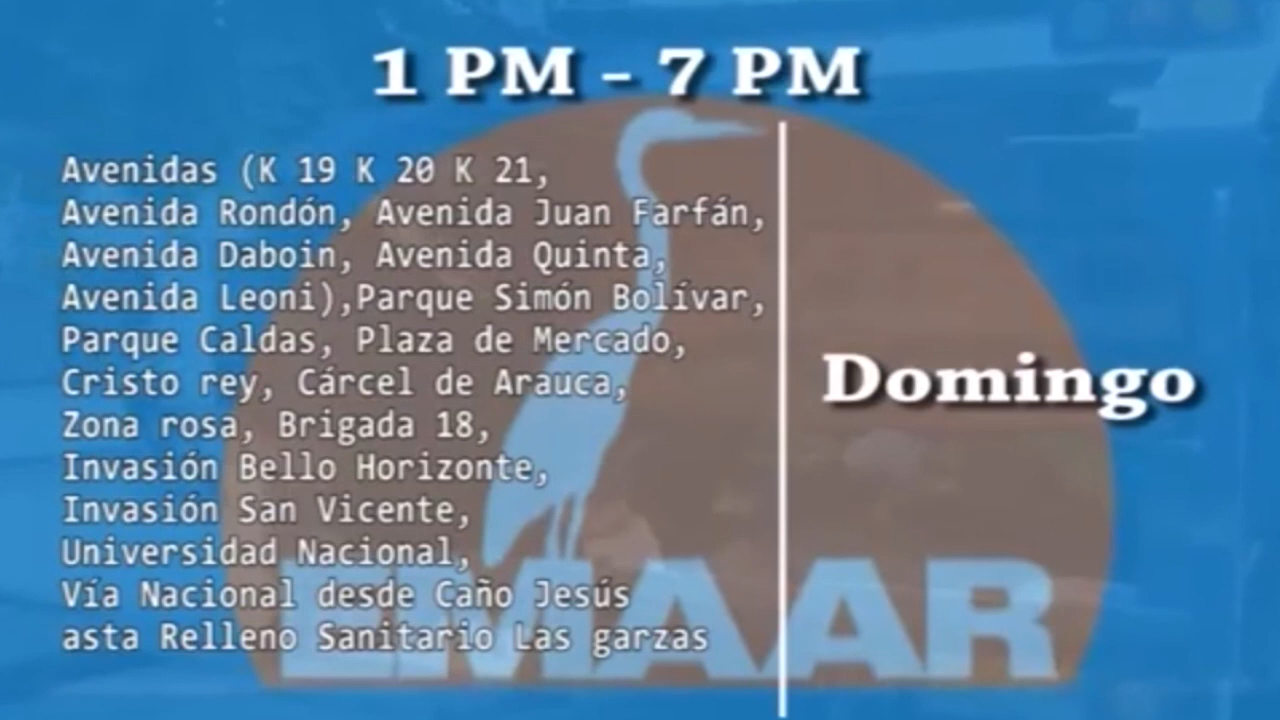 1 PM - 7 PM
Avenidas (K 19 K 20 K 21,
Avenida Rondón, Avenida Juan Farfán,
Avenida Daboin, Avenida Quinta,
Avenida Leoni),Parque Simón Bolívar,
Parque Caldas, Plaza de Mercado,
Cristo rey, Cárcel de Arauca,
Zona rosa, Brigada 18,
Invasión Bello Horizonte,
Invasión San Vicente,
Universidad Nacional,
Vía Nacional desde Caño Jesús
asta Relleno Sanitario Las garzas
Domingo
EMAAR